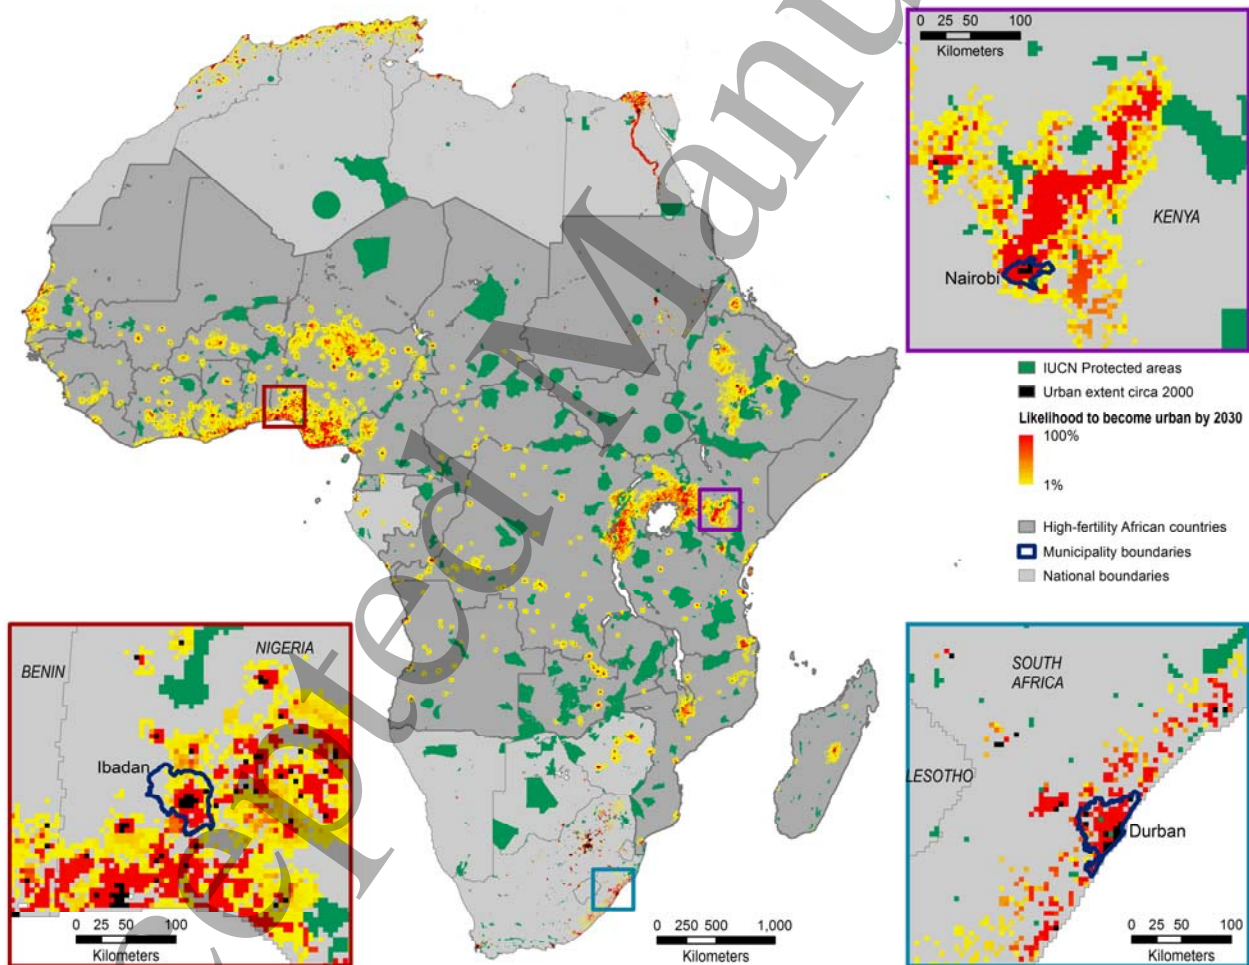 0 25 50 100
Kilometers
KENYA
Nairobi
IUCN Protected areas
Urban extent circa 2000
Likelihood to become urban by 2030
100%
1%
High-fertility African countries
Municipality boundaries
National boundaries
BENIN
NIGERIA
Ibadan
0 25 50 100
Kilometers
0 250 500 1,000
Kilometers
SOUTH
AFRICA
LESOTHO
Durban
0 25 50 100
Kilometers
cepted Manu